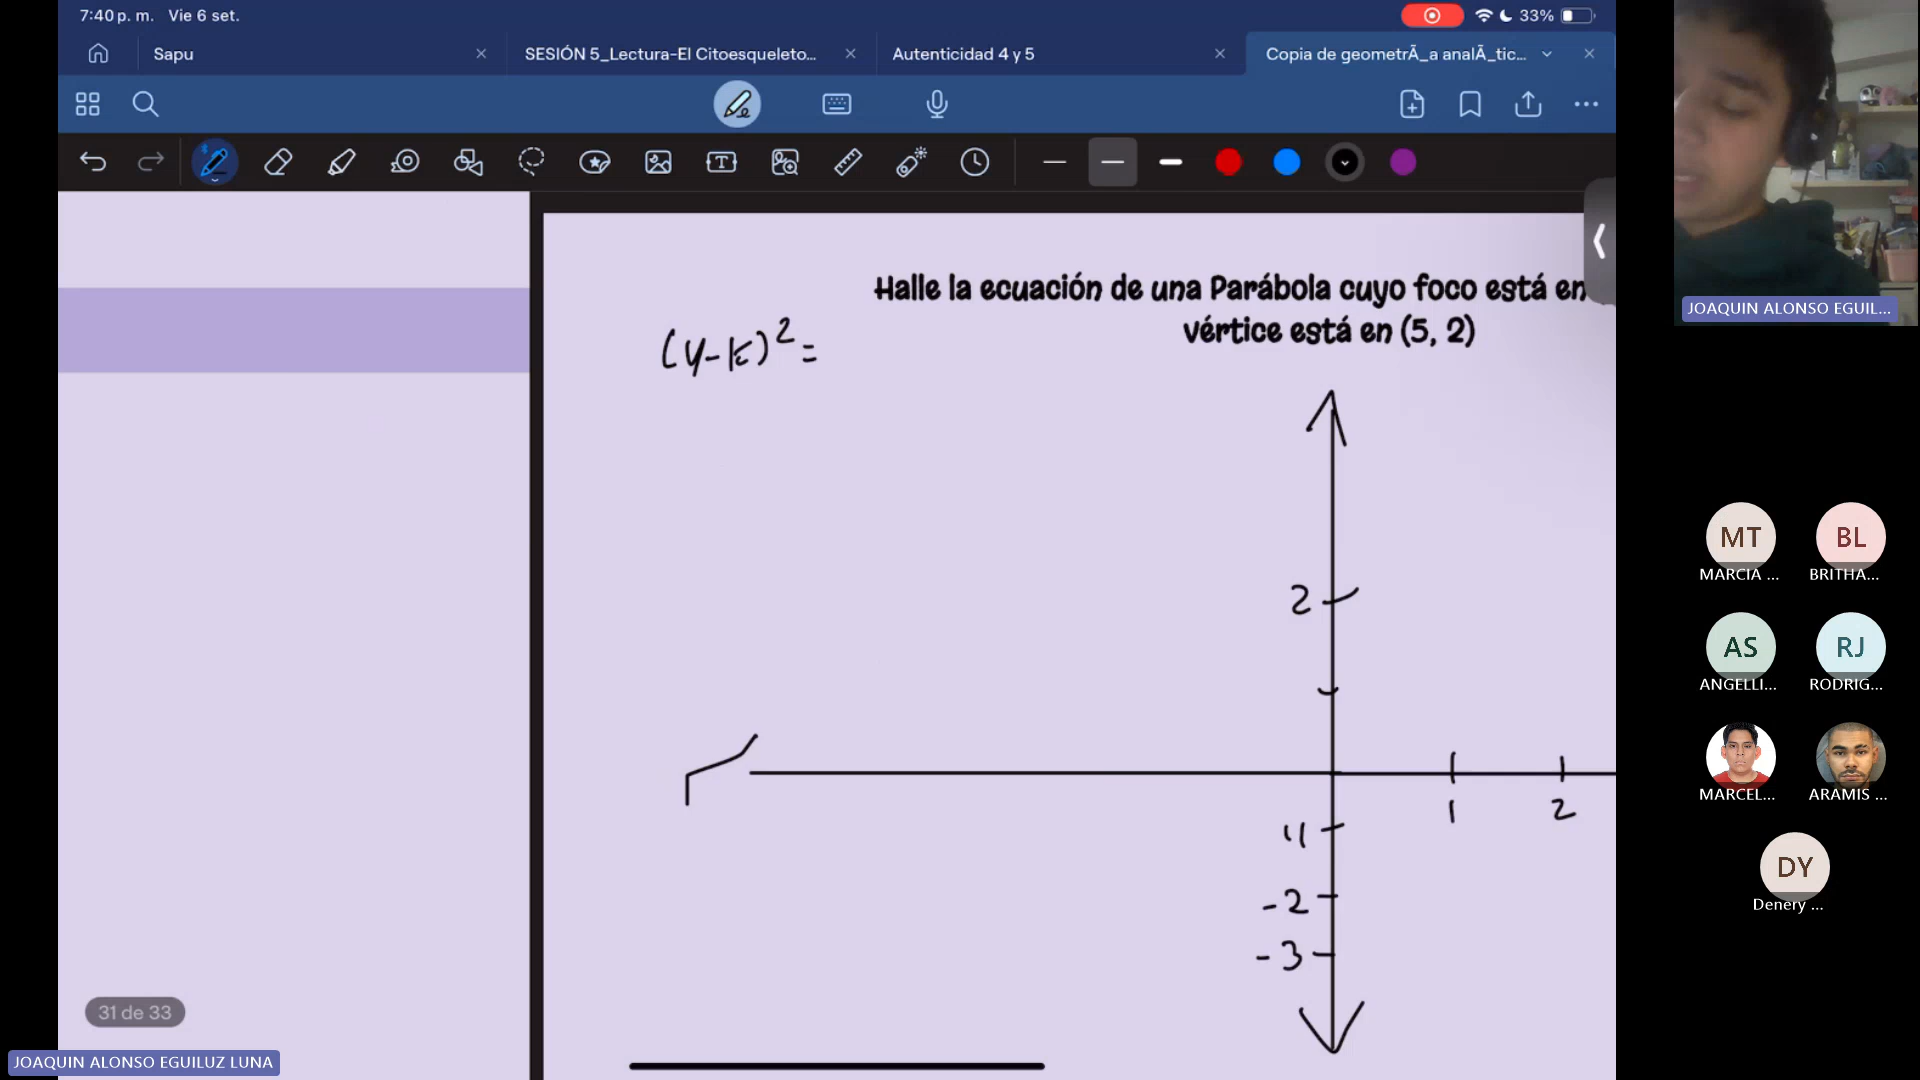 7:40 p. m. Vie 6 set.
33%
Sapu
SESIÓN 5_Lectura-El Citoesqueleto...
Autenticidad 4 y 5
Copia de geometrÃ_a analÃ_tic...
Halle la ecuación de una Parábola cuyo foco está en
vértice está en (5, 2)
(y-k)² =
2
1
2
-2
-3
31 de 33
JOAQUIN ALONSO EGUILUZ LUNA
JOAQUIN ALONSO EGUIL...
MT
BL
MARCIA ...
BRITHA...
AS
RJ
ANGELLI...
RODRIG...
MARCEL...
ARAMIS ...
DY
Denery ...